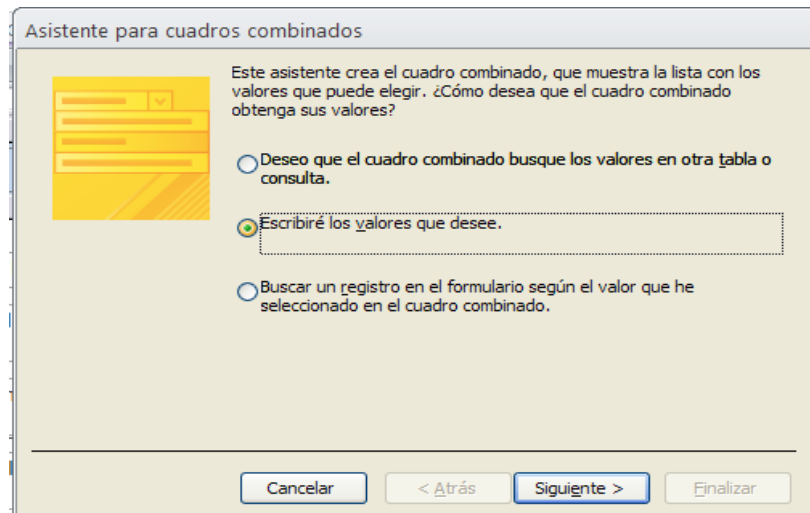 Asistente para cuadros combinados
Este asistente crea el cuadro combinado, que muestra la lista con los
valores que puede elegir. ¿Cómo desea que el cuadro combinado
obtenga sus valores?
Deseo que el cuadro combinado busque los valores en otra tabla o
consulta.
Escribiré los valores que desee.
Buscar un registro en el formulario según el valor que he
seleccionado en el cuadro combinado.
Cancelar
< Atrás
Siguiente >
Finalizar